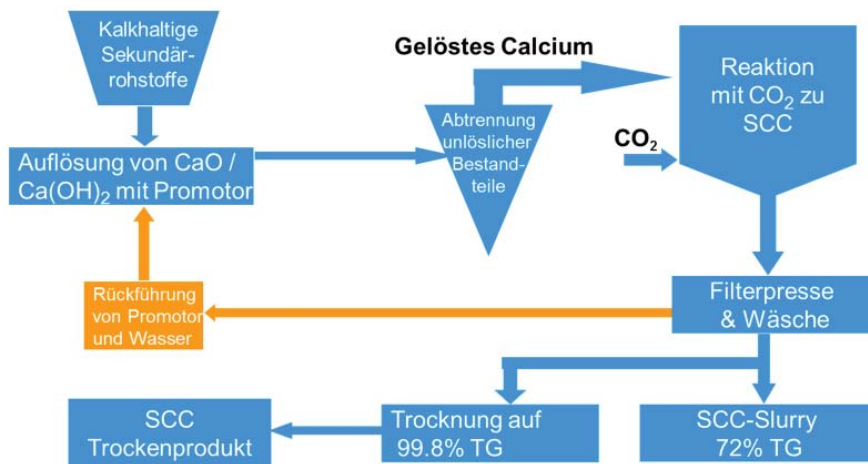 Kalkhaltige
Sekundär-
rohstoffe
Gelöstes Calcium
Reaktion
mit CO₂ zu
SCC
Abtrennung
unlöslicher
Bestand-
teile
CO₂
Auflösung von CaO /
Ca(OH)₂ mit Promotor
Rückführung
von Promotor
und Wasser
Filterpresse
& Wäsche
SCC
Trockenprodukt
Trocknung auf
99.8% TG
SCC-Slurry
72% TG